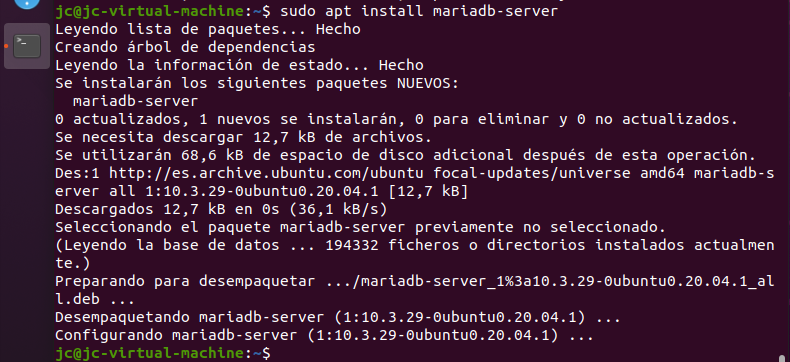 jc@jc-virtual-machine:~$ sudo apt install mariadb-server
Leyendo lista de paquetes... Hecho
Creando árbol de dependencias
Leyendo la información de estado... Hecho
Se instalarán los siguientes paquetes NUEVOS:
  mariadb-server
0 actualizados, 1 nuevos se instalarán, 0 para eliminar y 0 no actualizados.
Se necesita descargar 12,7 kB de archivos.
Se utilizarán 68,6 kB de espacio de disco adicional después de esta operación.
Des:1 http://es.archive.ubuntu.com/ubuntu focal-updates/universe amd64 mariadb-s
erver all 1:10.3.29-0ubuntu0.20.04.1 [12,7 kB]
Descargados 12,7 kB en 0s (36,1 kB/s)
Seleccionando el paquete mariadb-server previamente no seleccionado.
(Leyendo la base de datos ... 194332 ficheros o directorios instalados actualmen
te.)
Preparando para desempaquetar .../mariadb-server_1%3a10.3.29-0ubuntu0.20.04.1_al
l.deb ...
Desempaquetando mariadb-server (1:10.3.29-0ubuntu0.20.04.1) ...
Configurando mariadb-server (1:10.3.29-0ubuntu0.20.04.1) ...
jc@jc-virtual-machine:~$